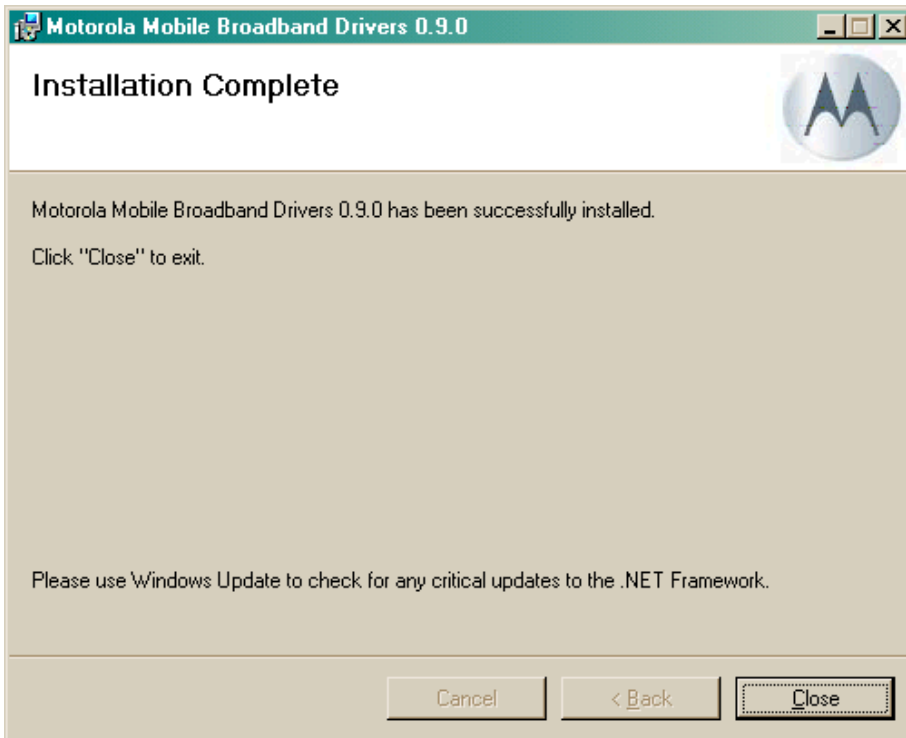 Motorola Mobile Broadband Drivers 0.9.0
Installation Complete
Motorola Mobile Broadband Drivers 0.9.0 has been successfully installed.
Click "Close" to exit.
Please use Windows Update to check for any critical updates to the .NET Framework.
Cancel
< Back
Close